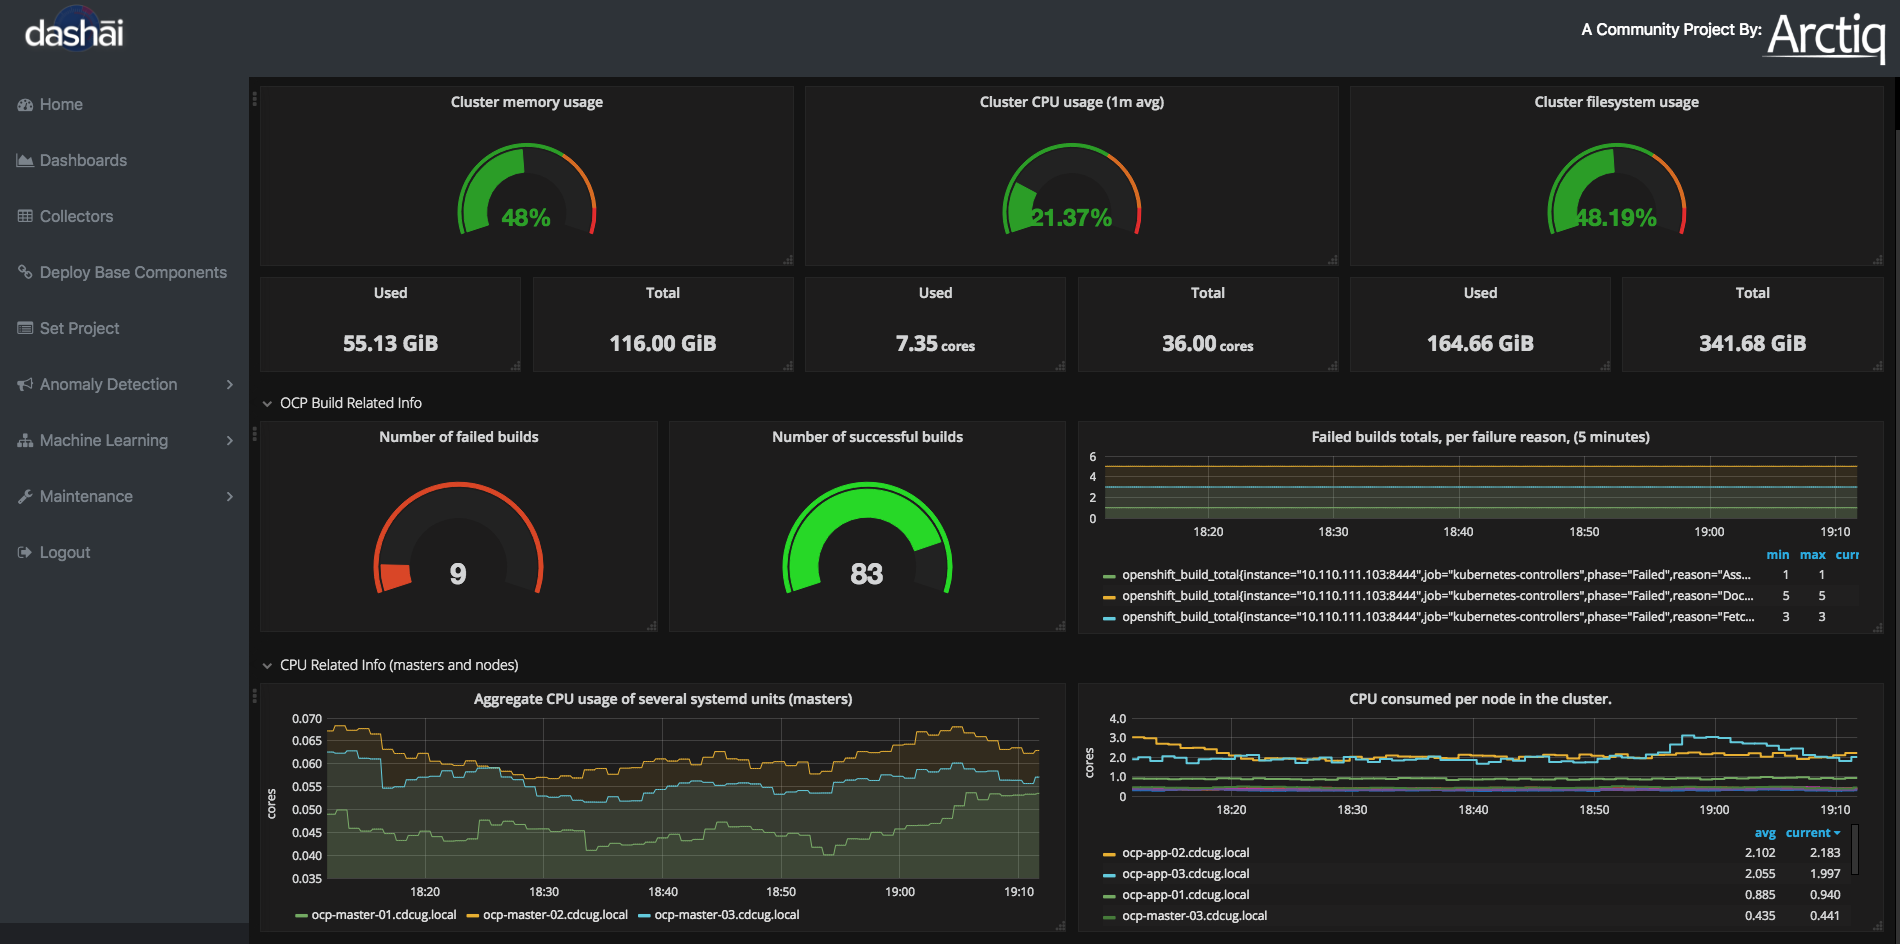 dashāi
A Community Project By: Arctiq
Home
Dashboards
Collectors
Deploy Base Components
Set Project
Anomaly Detection
Machine Learning
Maintenance
Logout
Cluster memory usage
48%
Cluster CPU usage (1m avg)
21.37%
Cluster filesystem usage
48.19%
Used
55.13 GiB
Total
116.00 GiB
Used
7.35 cores
Total
36.00 cores
Used
164.66 GiB
Total
341.68 GiB
OCP Build Related Info
Number of failed builds
9
Number of successful builds
83
Failed builds totals, per failure reason, (5 minutes)
6
4
2
0
18:20 18:30 18:40 18:50 19:00 19:10
min max curr
openshift_build_total{instance="10.110.111.103:8444",job="kubernetes-controllers",phase="Failed",reason="Ass... 1 1
openshift_build_total{instance="10.110.111.103:8444",job="kubernetes-controllers",phase="Failed",reason="Doc... 5 5
openshift_build_total{instance="10.110.111.103:8444",job="kubernetes-controllers",phase="Failed",reason="Fetc... 3 3
CPU Related Info (masters and nodes)
Aggregate CPU usage of several systemd units (masters)
cores
0.070
0.065
0.060
0.055
0.050
0.045
0.040
0.035
18:20 18:30 18:40 18:50 19:00 19:10
ocp-master-01.cdcug.local ocp-master-02.cdcug.local ocp-master-03.cdcug.local
CPU consumed per node in the cluster.
cores
4.0
3.0
2.0
1.0
0
18:20 18:30 18:40 18:50 19:00 19:10
avg current
ocp-app-02.cdcug.local 2.102 2.183
ocp-app-03.cdcug.local 2.055 1.997
ocp-app-01.cdcug.local 0.885 0.940
ocp-master-03.cdcug.local 0.435 0.441